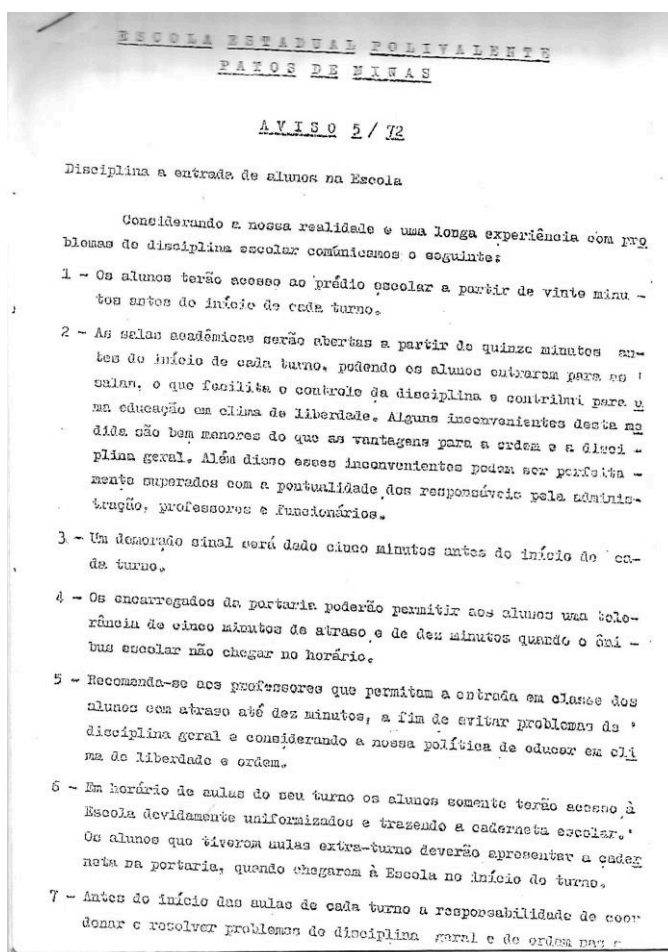 ESCOLA ESTADUAL POLIVALENTE
PATOS DE MINAS
AVISO 5/72
Disciplina a entrada de alunos na Escola
Considerando a nossa realidade e uma longa experiência com pro
blemas de disciplina escolar comúnicamos o seguinte:
1 - Os alunos terão acesso ao prédio escolar a partir de vinte minu -
tos antes do início de cada turno.
2 - As salas acadêmicas serão abertas a partir de quinze minutos an-
tes do início de cada turno, podendo os alunos entrarem para as '
salas, o que facilita o controle da disciplina e contribui para u
ma educação em clima de liberdade. Alguns inconvenientes desta me
dida são bem menores do que as vantagens para a ordem e a disci -
plina geral. Além disso esses inconvenientes podem ser perfeita -
mente superados com a pontualidade dos responsáveis pela adminis-
tração, professores e funcionários.
3 - Um demorado sinal será dado cinco minutos antes do início de ca-
da turno.
4 - Os encarregados da portaria poderão permitir aos alunos uma tole-
rância de cinco minutos de atraso e de dez minutos quando o ôni -
bus escolar não chegar no horário.
5 - Recomenda-se aos professores que permitam a entrada em classe dos
alunos com atraso até dez minutos, a fim de evitar problemas de '
disciplina geral e considerando a nossa política de educar em cli
ma de liberdade e ordem.
6 - Em horário de aulas do seu turno os alunos somente terão acesso à
Escola devidamente uniformizados e trazendo a caderneta escolar.'
Os alunos que tiverem aulas extra-turno deverão apresentar a cader
neta na portaria, quando chegarem à Escola no início do turno.
7 - Antes do início das aulas de cada turno a responsabilidade de coor
denar e resolver problemas de disciplina geral e de ordem nas